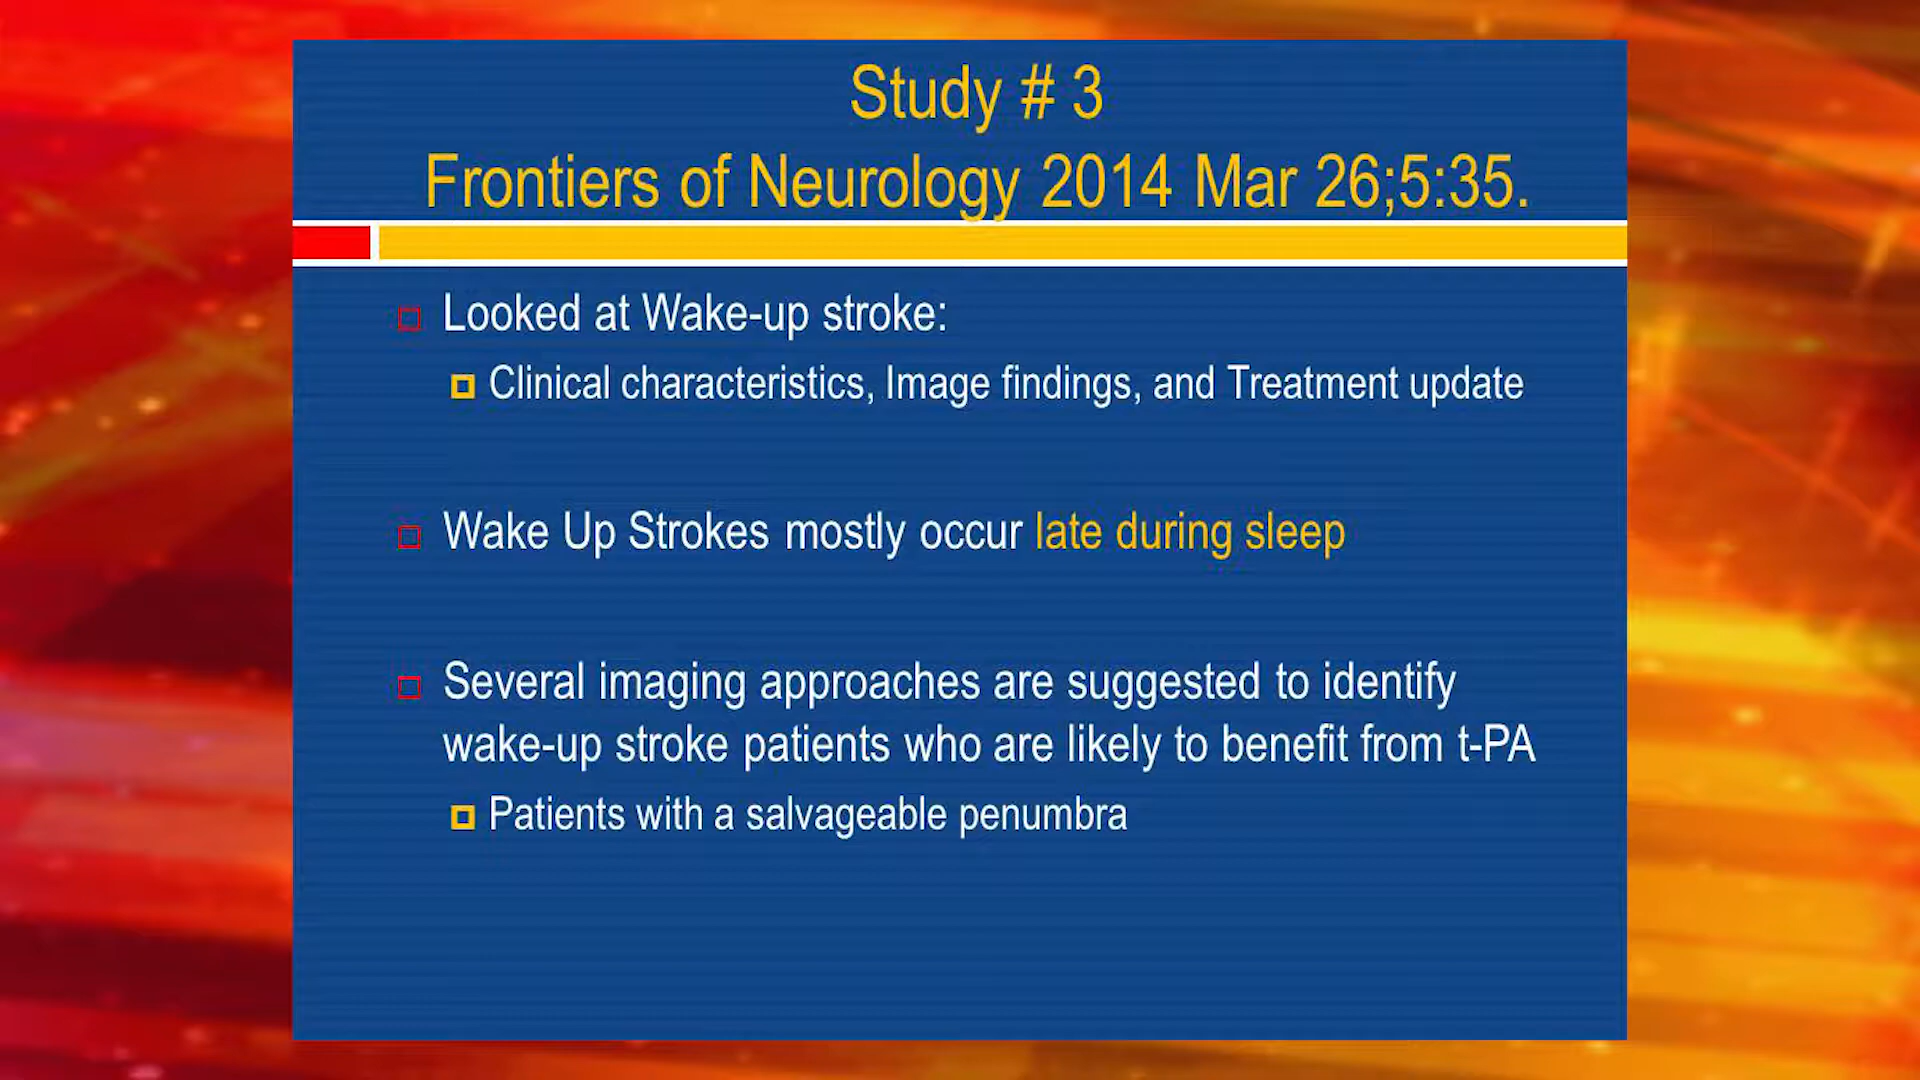 Study # 3
Frontiers of Neurology 2014 Mar 26;5:35.
Looked at Wake-up stroke:
Clinical characteristics, Image findings, and Treatment update
Wake Up Strokes mostly occur late during sleep
Several imaging approaches are suggested to identify
wake-up stroke patients who are likely to benefit from t-PA
Patients with a salvageable penumbra